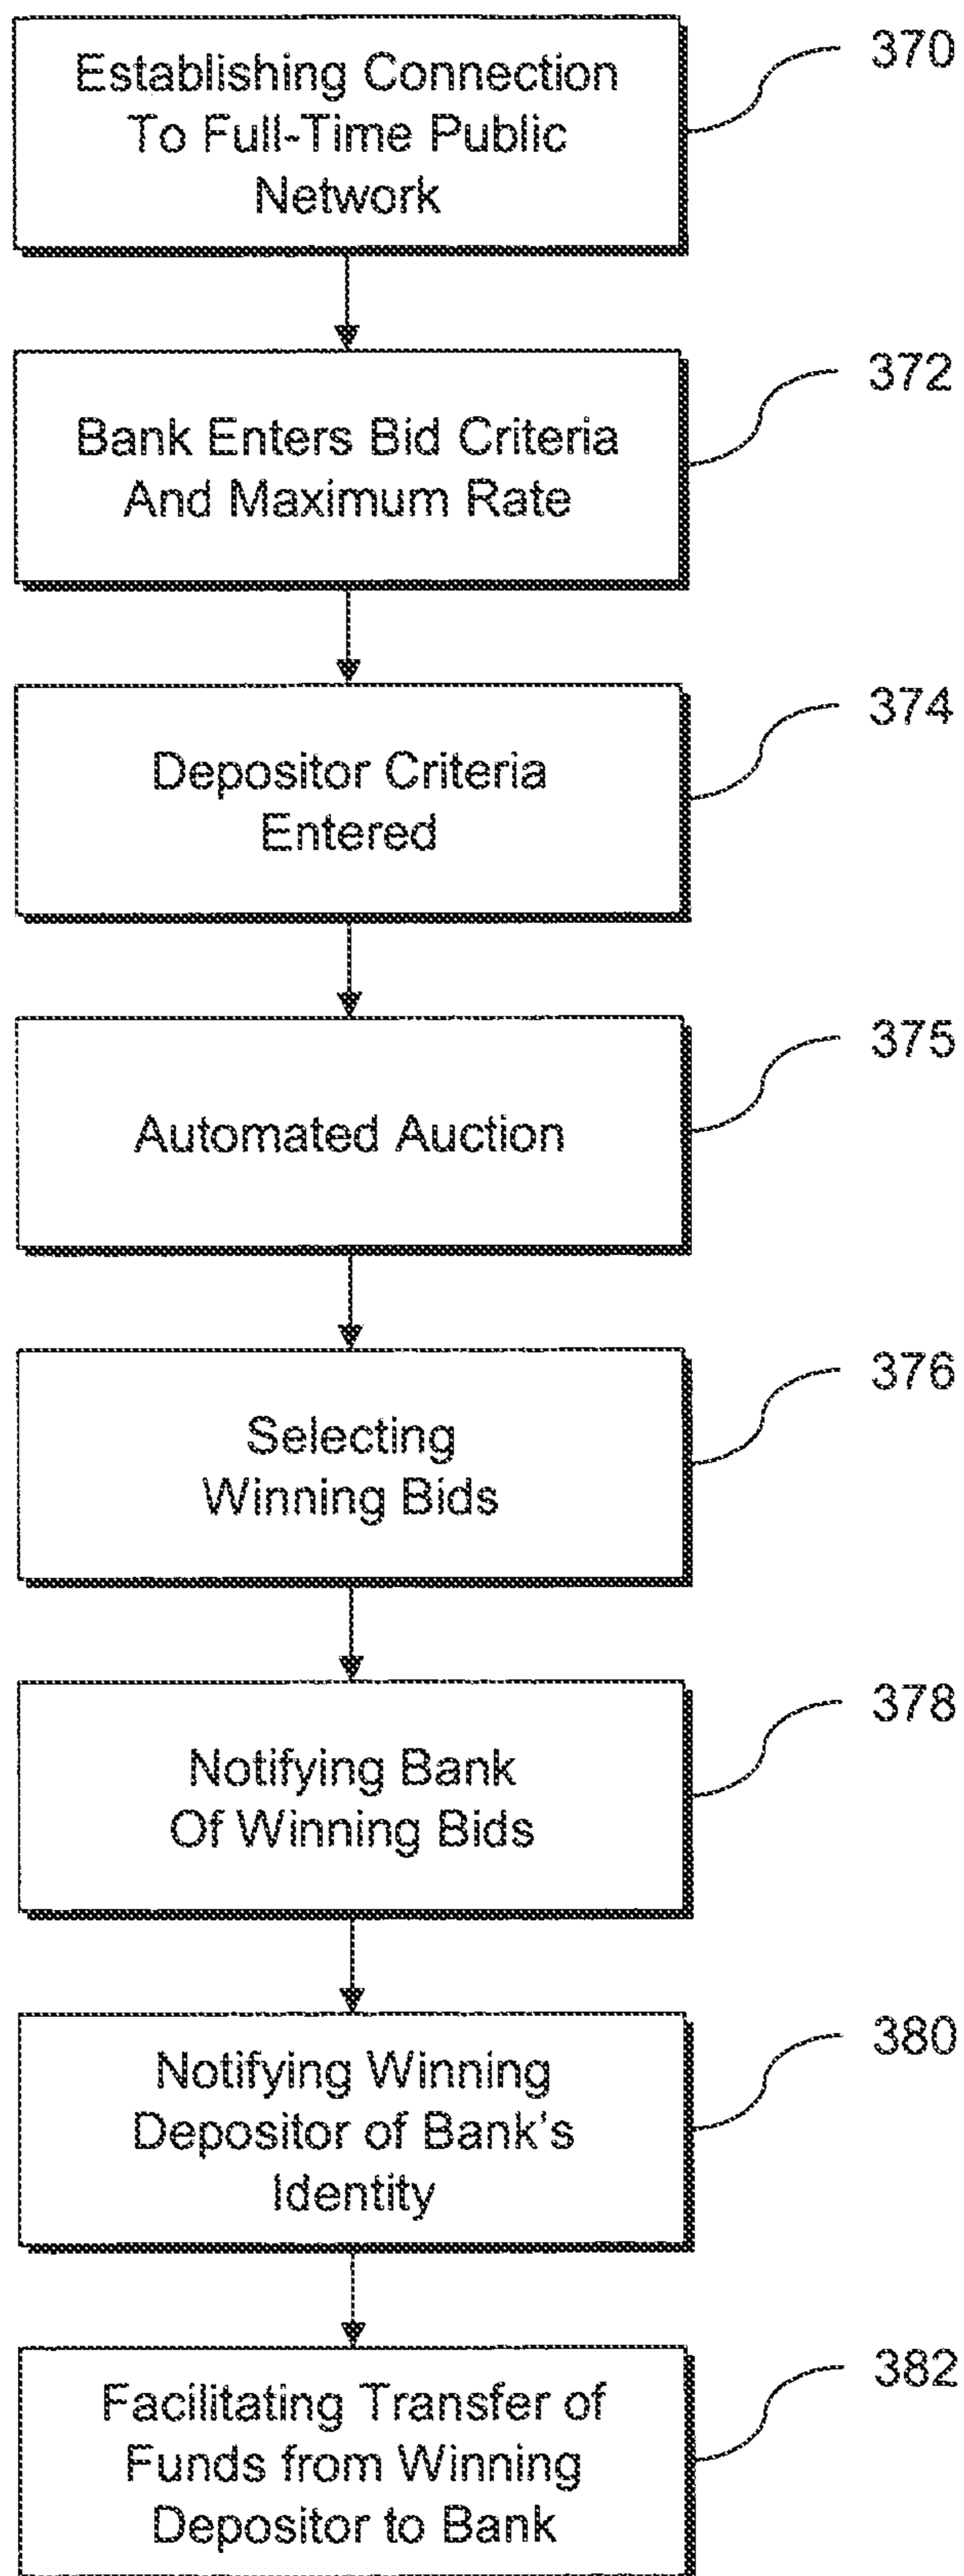 Establishing Connection
To Full-Time Public
Network
370
Bank Enters Bid Criteria
And Maximum Rate
372
Depositor Criteria
Entered
374
Automated Auction
375
Selecting
Winning Bids
376
Notifying Bank
Of Winning Bids
378
Notifying Winning
Depositor of Bank's
Identity
380
Facilitating Transfer of
Funds from Winning
Depositor to Bank
382